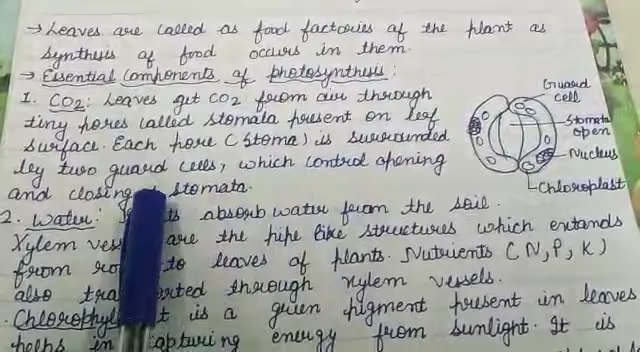 → Leaves are called as food factories of the plant as
synthesis of food occurs in them.
→ Essential components of photosynthesis:
1. CO2: Leaves get CO2 from air through
tiny pores called stomata present on leaf
surface. Each pore (stoma) is surrounded
by two guard cells, which control opening
and closing stomata.
Guard
cell
Stomata
open
Nucleus
Chloroplast
2. Water: absorb water from the soil.
Xylem are the pipe like structures which entends
from to leaves of plants. Nutrients (N, P, K)
also through xylem vessels.
It is a green pigment present in leaves
helps in capturing energy from sunlight. It is